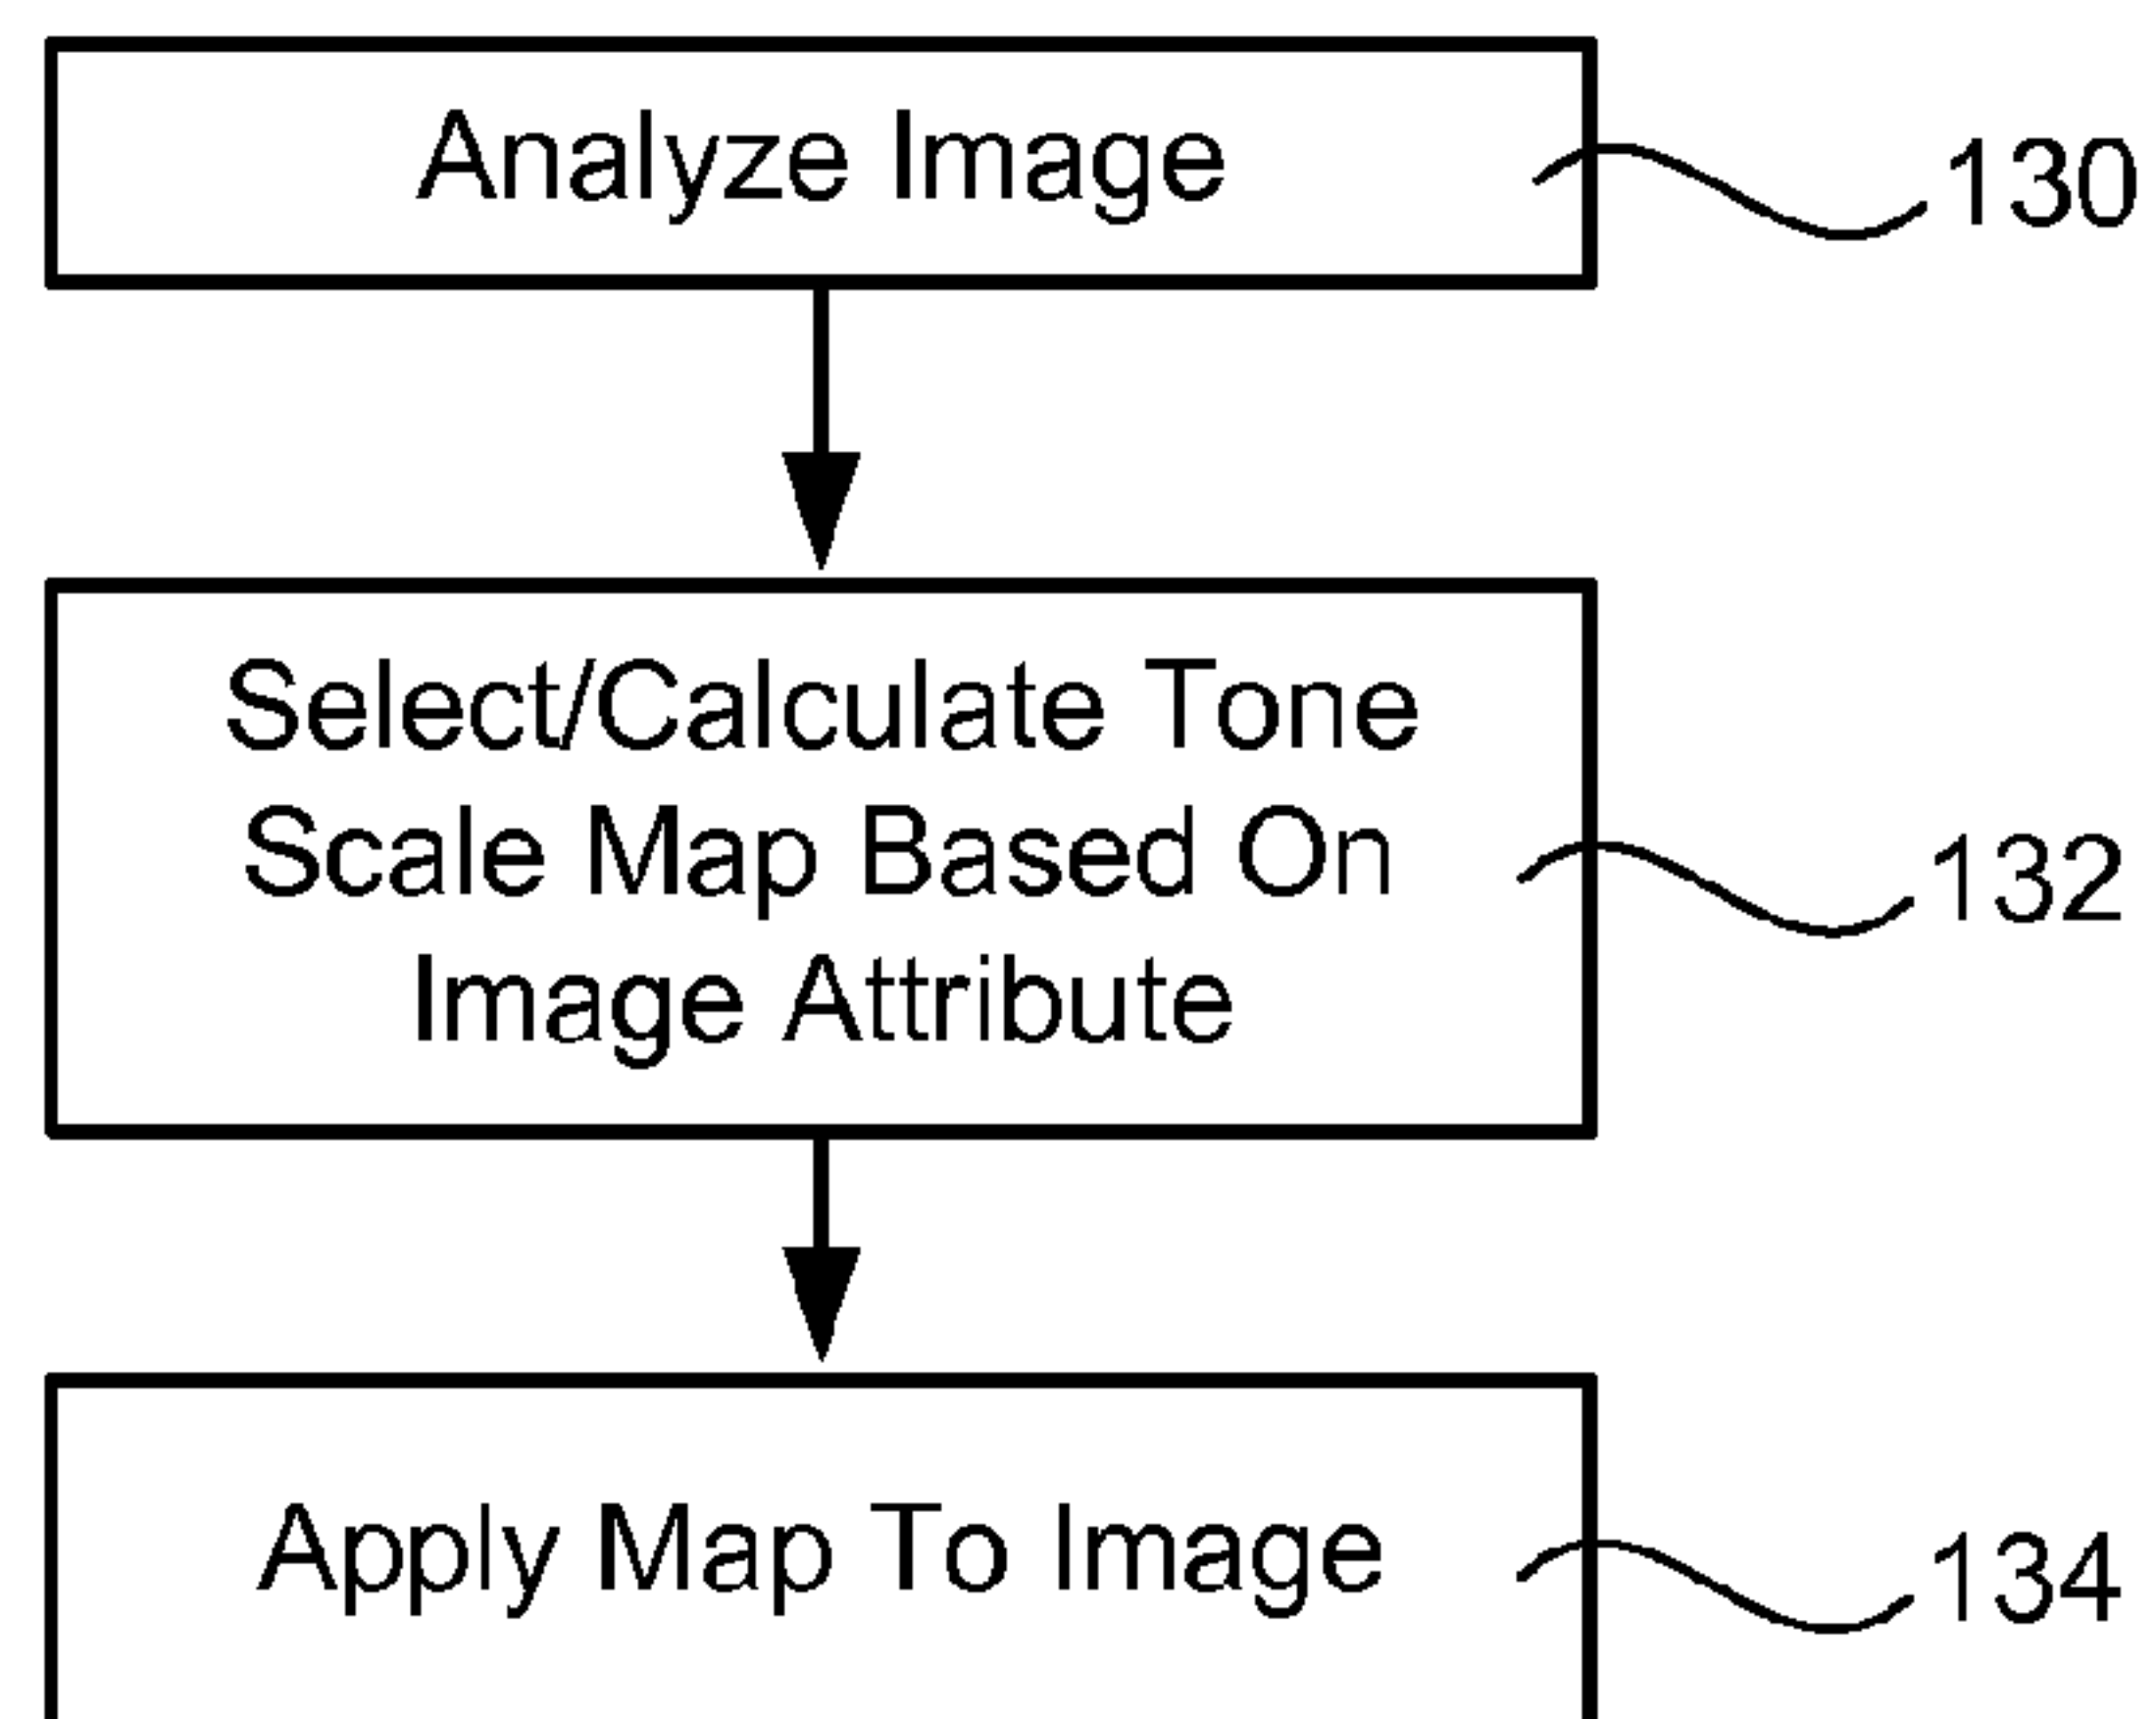 Analyze Image
130
Select/Calculate Tone
Scale Map Based On
Image Attribute
132
Apply Map To Image
134